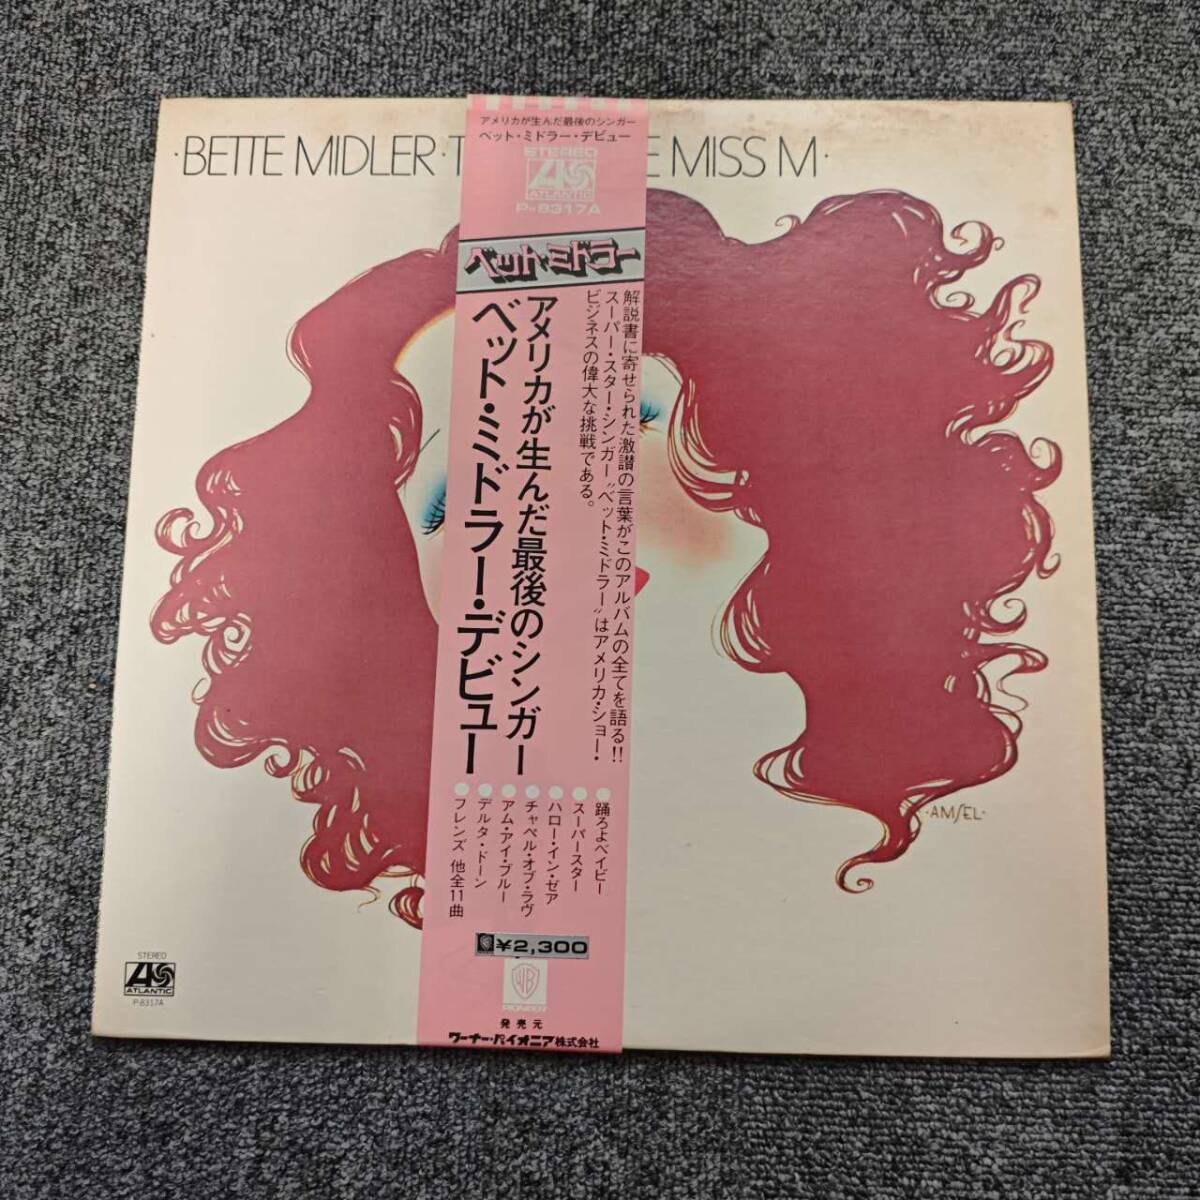 ·BETTE MIDLER·T
E MISS M·
アメリカが生んだ最後のシンガー
ベット・ミドラー・デビュー
STEREO
ATLANTIC
P-8317A
ベット・ミドラー
解説書に寄せられた激讃の言葉がこのアルバムの全てを語る!!
スーパー・スター・シンガー〝ベット・ミドラー〟はアメリカ・ショー・
ビジネスの偉大な挑戦である。
アメリカが生んだ最後のシンガー
ベット・ミドラー・デビュー
●踊ろよベイビー
●スーパースター
●ハロー・イン・ゼア
●チャペル・オブ・ラヴ
●アム・アイ・ブルー
●デルタ・ドーン
●フレンズ 他全11曲
¥2,300
WB
PIONEER
発売元
ワーナー・パイオニア株式会社
·AMSEL·
STEREO
ATLANTIC
P-8317A